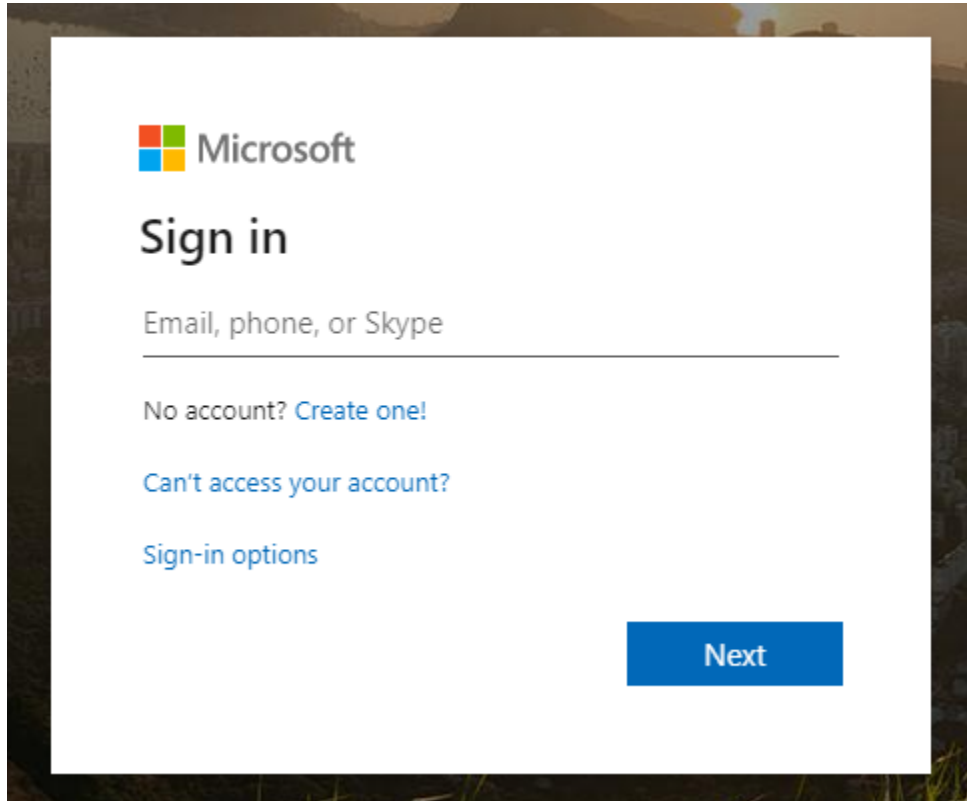 Microsoft
Sign in
Email, phone, or Skype
No account? Create one!
Can't access your account?
Sign-in options
Next